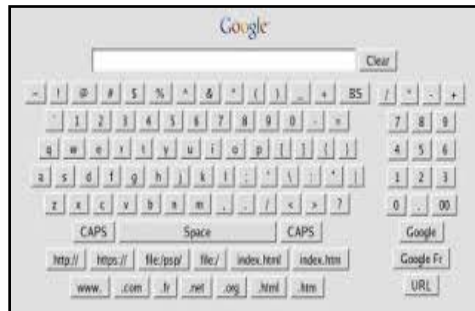 Google
Clear
~ ! @ # $ % ^ & * ( ) _ + BS / * - +
` 1 2 3 4 5 6 7 8 9 0 - = 7 8 9
q w e r t y u i o p [ ] { } 4 5 6
a s d f g h j k l ; ' \ : " | 1 2 3
z x c v b n m , . / < > ? 0 . 00
CAPS Space CAPS Google
http:// https:// file:/psp/ file:/ index.html index.htm Google Fr
www. .com .fr .net .org .html .htm URL